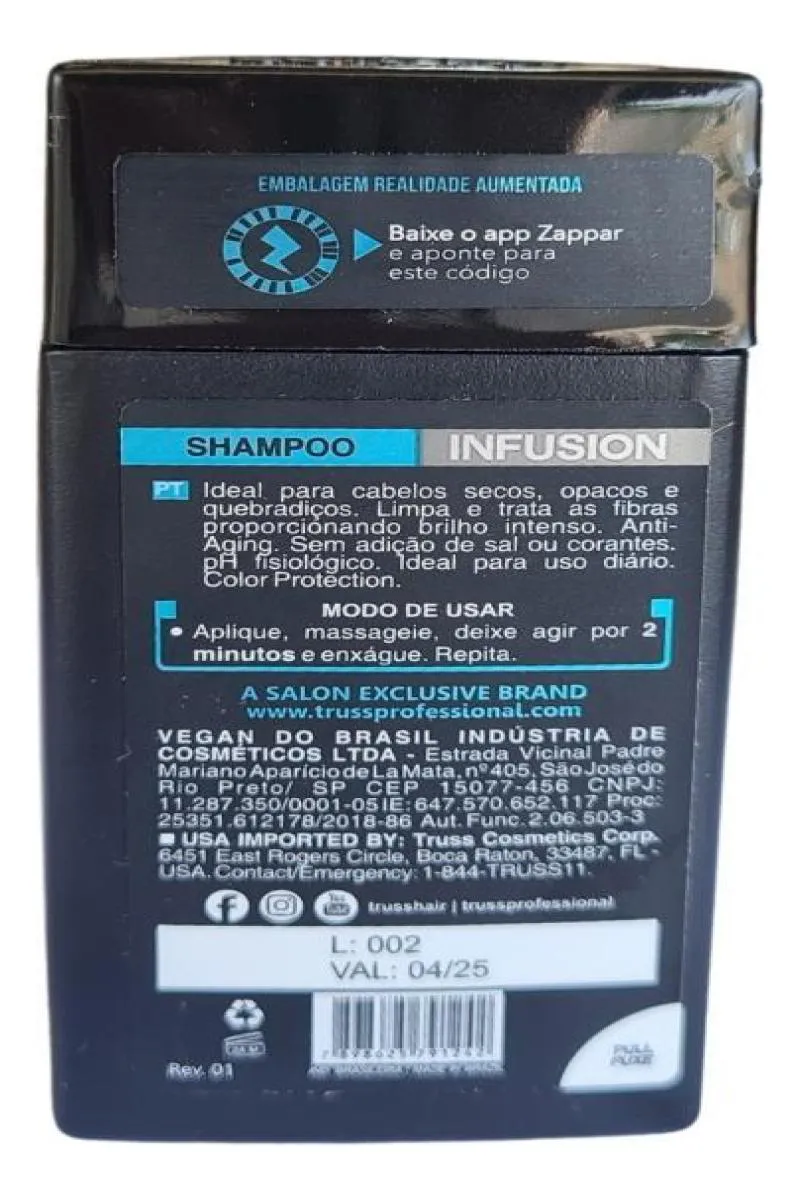 EMBALAGEM REALIDADE AUMENTADA
Baixe o app Zappar
e aponte para
este código
SHAMPOO INFUSION
PT Ideal para cabelos secos, opacos e
quebradiços. Limpa e trata as fibras
proporcionando brilho intenso. Anti-
Aging. Sem adição de sal ou corantes.
pH fisiológico. Ideal para uso diário.
Color Protection.
MODO DE USAR
• Aplique, massageie, deixe agir por 2
minutos e enxágue. Repita.
A SALON EXCLUSIVE BRAND
www.trussprofessional.com
VEGAN DO BRASIL INDÚSTRIA DE
COSMÉTICOS LTDA - Estrada Vicinal Padre
Mariano Aparício de La Mata, nº 405, São José do
Rio Preto/ SP CEP 15077-456 CNPJ:
11.287.350/0001-05 IE: 647.570.652.117 Proc:
25351.612178/2018-86 Aut. Func. 2.06.503-3
■ USA IMPORTED BY: Truss Cosmetics Corp.
6451 East Rogers Circle, Boca Raton, 33487, FL -
USA. Contact/Emergency: 1-844-TRUSS11.
trusshair | trussprofessional
L: 002
VAL: 04/25
Rev. 01
PULL
PUXE